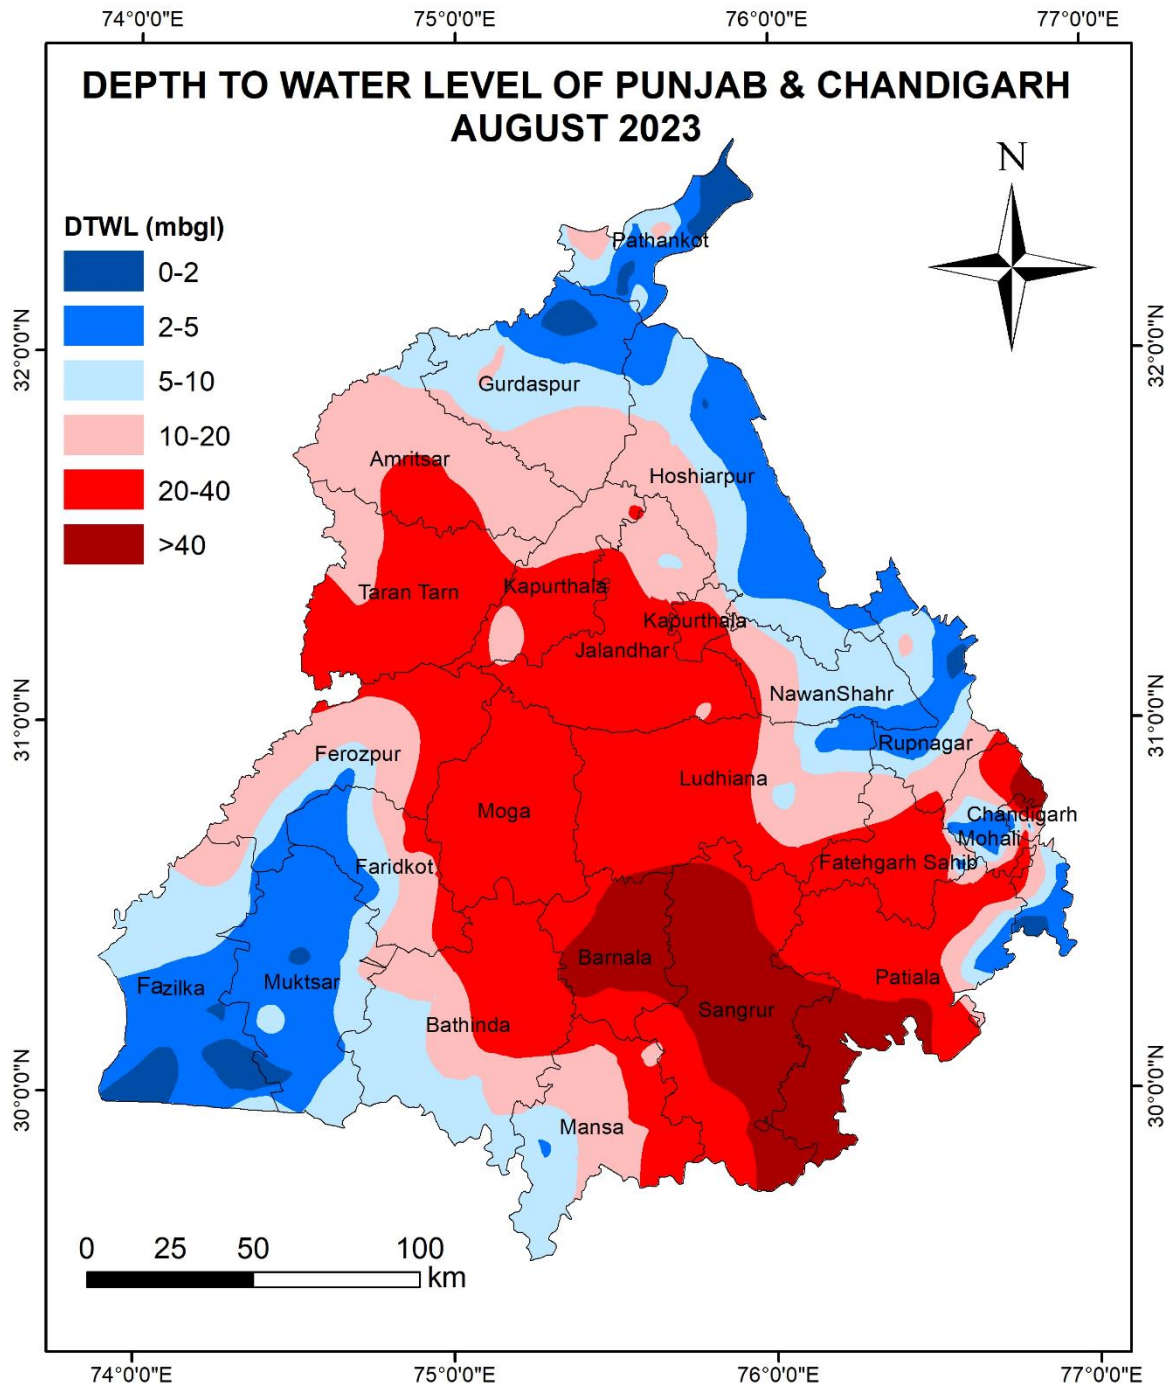 74°0'0"E 75°0'0"E 76°0'0"E 77°0'0"E
DEPTH TO WATER LEVEL OF PUNJAB & CHANDIGARH
AUGUST 2023
N
DTWL (mbgl)
0-2
2-5
5-10
10-20
20-40
>40
32°0'0"N
32°0'0"N
31°0'0"N
31°0'0"N
30°0'0"N
30°0'0"N
Pathankot
Gurdaspur
Amritsar
Hoshiarpur
Taran Tarn
Kapurthala
Kapurthala
Jalandhar
NawanShahr
Rupnagar
Ferozpur
Ludhiana
Moga
Chandigarh
Mohali
Faridkot
Fatehgarh Sahib
Barnala
Patiala
Fazilka
Muktsar
Sangrur
Bathinda
Mansa
0 25 50 100
km
74°0'0"E 75°0'0"E 76°0'0"E 77°0'0"E